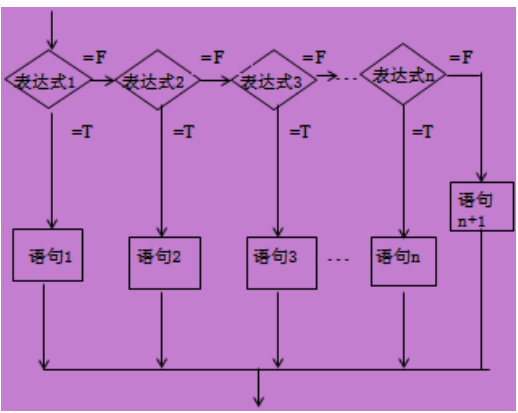 =F
=F
=F
=F
表达式1
表达式2
表达式3
...
表达式n
=T
=T
=T
=T
语句
n+1
语句1
语句2
语句3
...
语句n